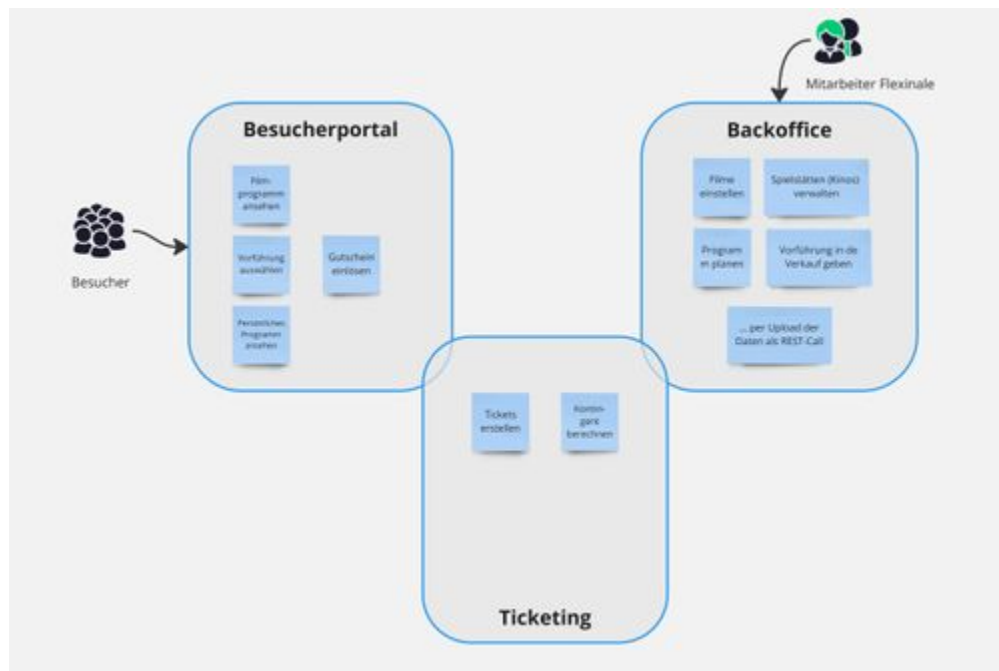 Mitarbeiter Flexinale
Besucherportal
Backoffice
Film-
programm
ansehen
Vorführung
auswählen
Gutschein
einlösen
Persönliches
Programm
ansehen
Besucher
Filme
einstellen
Spielstätten (Kinos)
verwalten
Program
m planen
Vorführung in de
Verkauf geben
... per Upload der
Daten als REST-Call
Tickets
erstellen
Kontin-
gent
berechnen
Ticketing